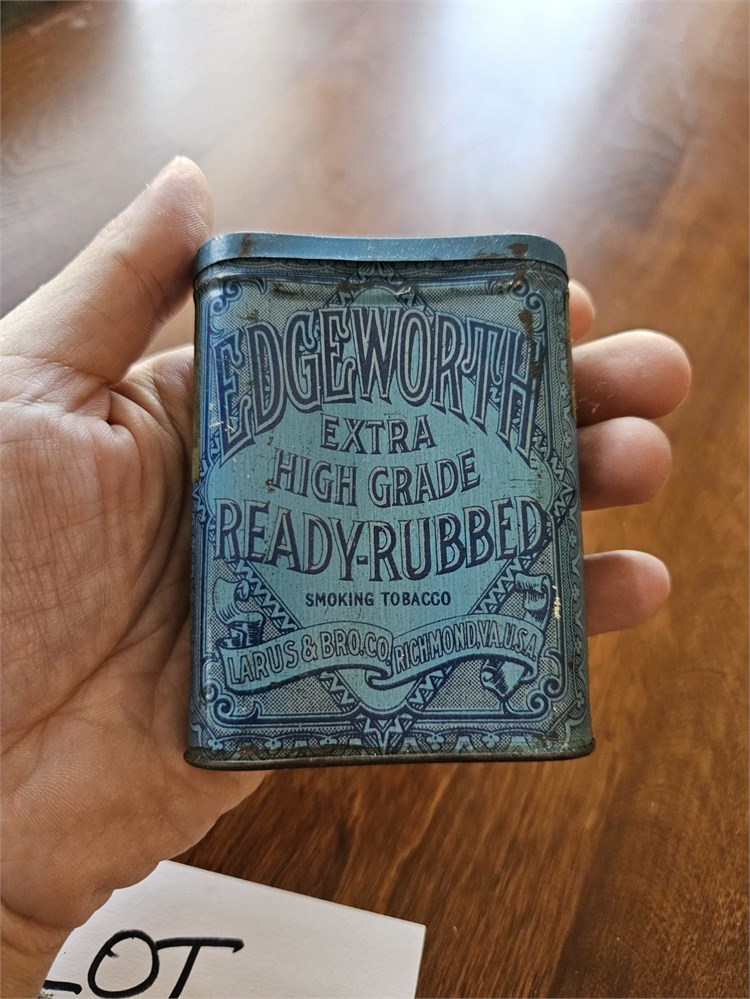 EDGEWORTH
EXTRA
HIGH GRADE
READY-RUBBED
SMOKING TOBACCO
LARUS & BRO. CO. RICHMOND, VA. U.S.A.
LOT